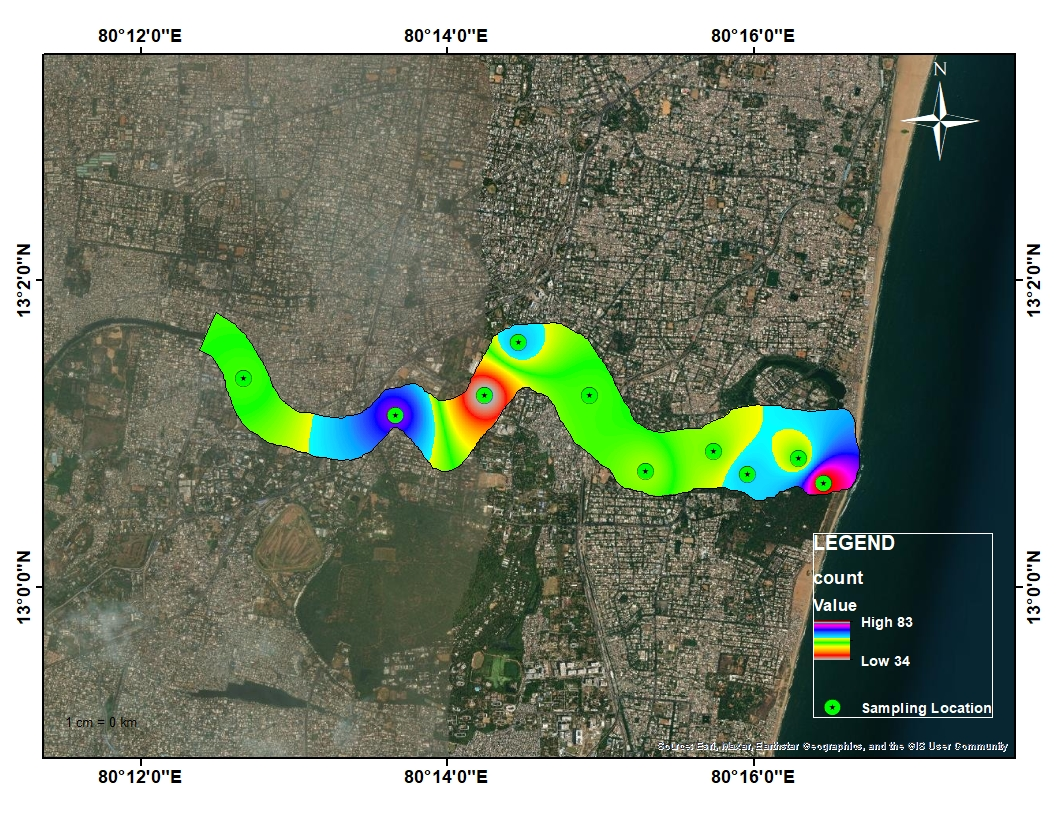 80°12'0"E 80°14'0"E 80°16'0"E
N
13°2'0"N 13°2'0"N
13°0'0"N 13°0'0"N
LEGEND
count
Value
High 83
Low 34
Sampling Location
1 cm = 0 km
Source: Esri, Maxar, Earthstar Geographics, and the GIS User Community
80°12'0"E 80°14'0"E 80°16'0"E